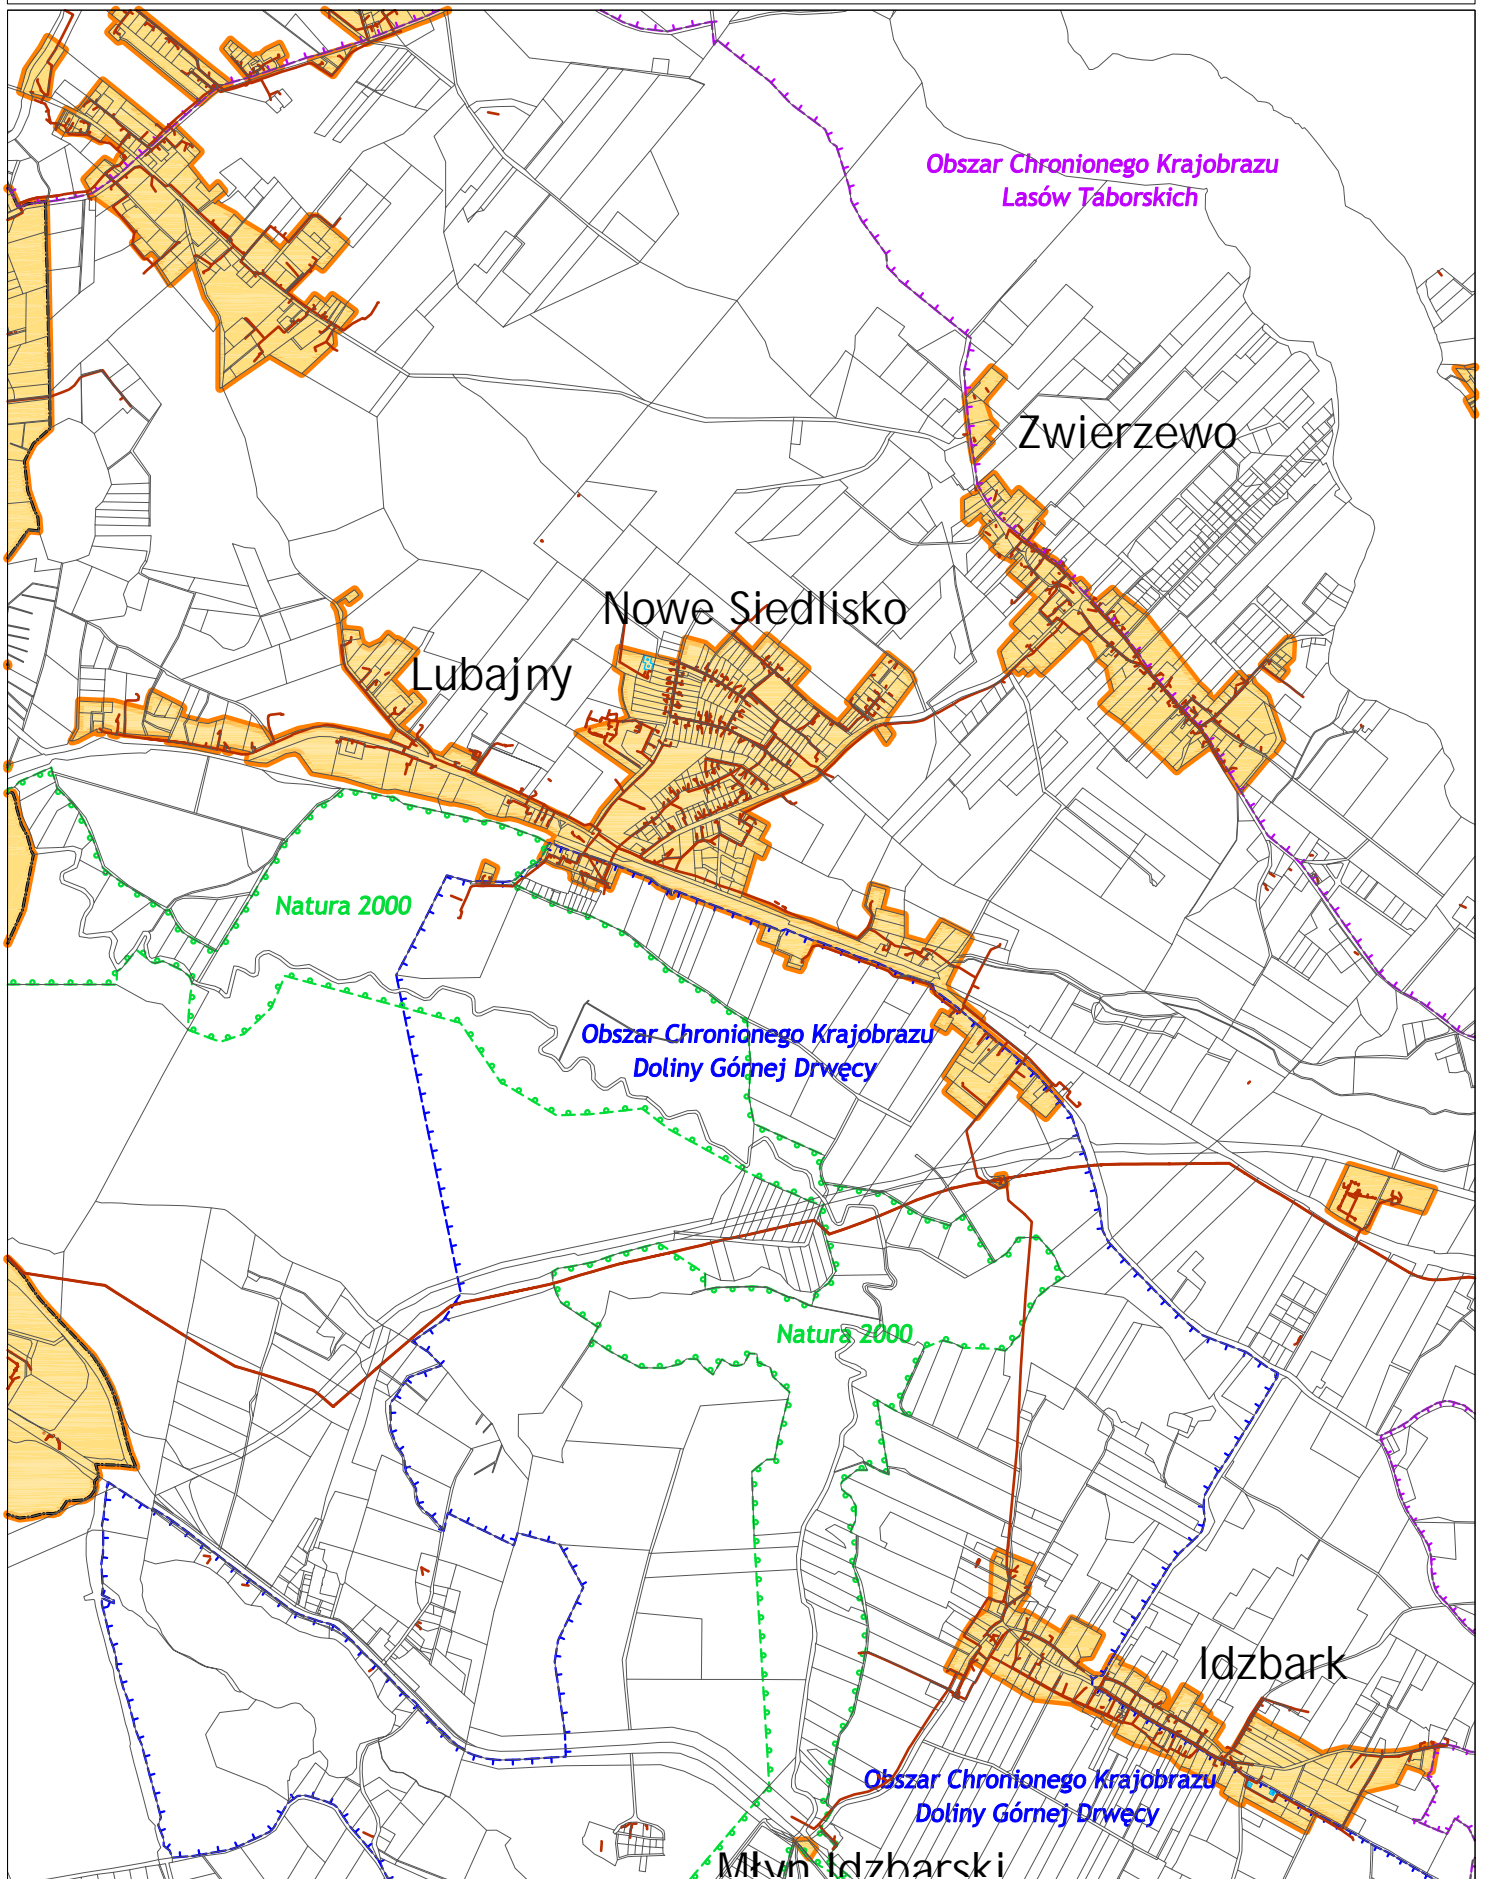 Obszar Chronionego Krajobrazu
Lasów Taborskich
Zwierzewo
Nowe Siedlisko
Lubajny
Natura 2000
Obszar Chronionego Krajobrazu
Doliny Górnej Drwęcy
Natura 2000
Idzbark
Obszar Chronionego Krajobrazu
Doliny Górnej Drwęcy
Młyn Idzbarski